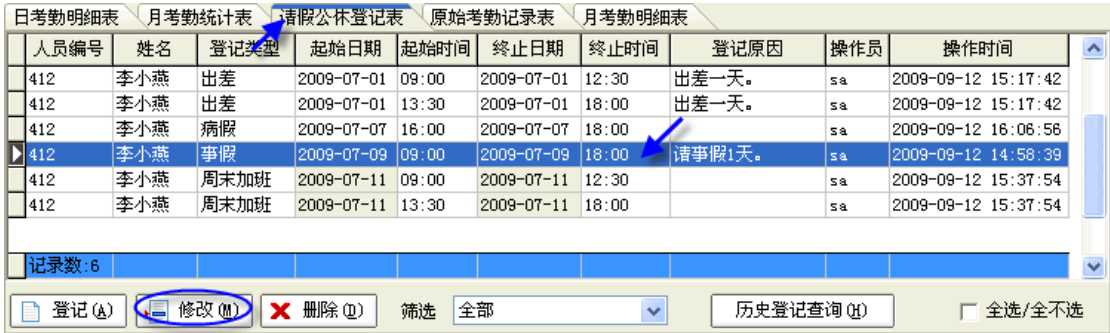 日考勤明细表 月考勤统计表 请假公休登记表 原始考勤记录表 月考勤明细表
人员编号 姓名 登记类型 起始日期 起始时间 终止日期 终止时间 登记原因 操作员 操作时间
412 李小燕 出差 2009-07-01 09:00 2009-07-01 12:30 出差一天。 sa 2009-09-12 15:17:42
412 李小燕 出差 2009-07-01 13:30 2009-07-01 18:00 出差一天。 sa 2009-09-12 15:17:42
412 李小燕 病假 2009-07-07 16:00 2009-07-07 18:00 sa 2009-09-12 16:06:56
412 李小燕 事假 2009-07-09 09:00 2009-07-09 18:00 请事假1天。 sa 2009-09-12 14:58:39
412 李小燕 周末加班 2009-07-11 09:00 2009-07-11 12:30 sa 2009-09-12 15:37:54
412 李小燕 周末加班 2009-07-11 13:30 2009-07-11 18:00 sa 2009-09-12 15:37:54
记录数:6
登记(A) 修改(M) 删除(D) 筛选 全部 历史登记查询(H) 全选/全不选